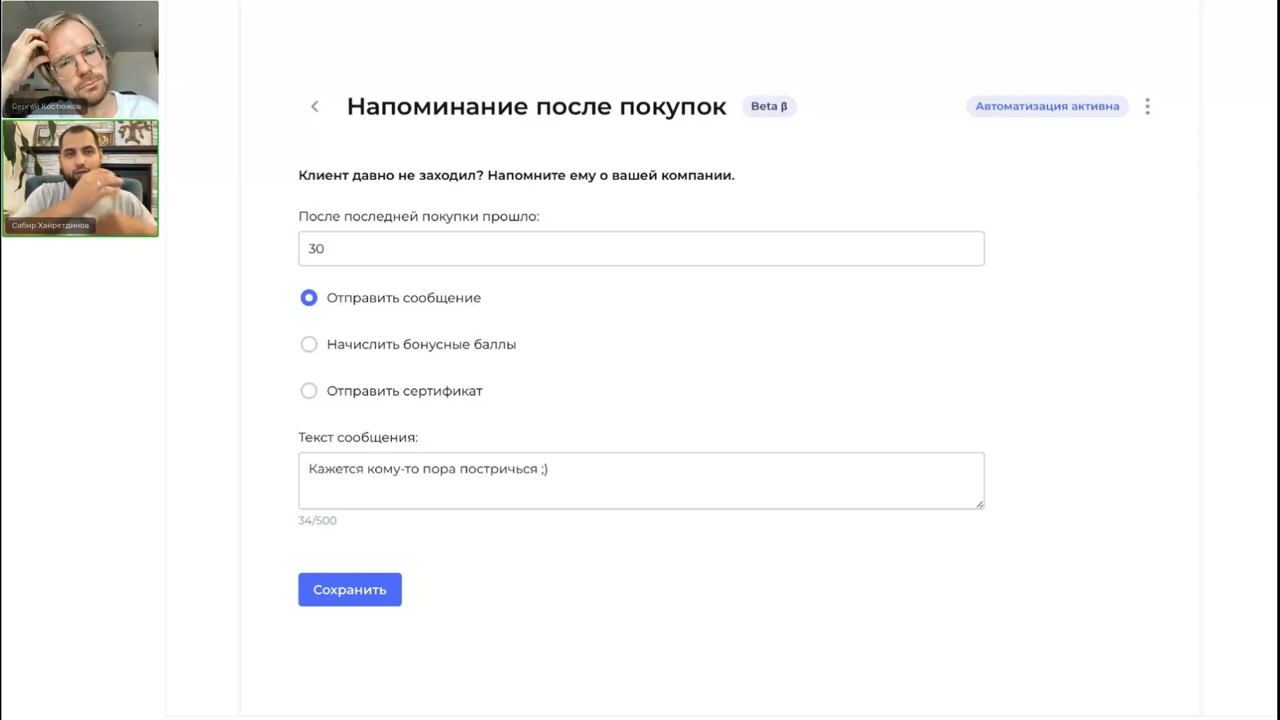 Сергей Костюжов
Сабир Хайретдинов
Напоминание после покупок
Beta β
Автоматизация активна
Клиент давно не заходил? Напомните ему о вашей компании.
После последней покупки прошло:
30
Отправить сообщение
Начислить бонусные баллы
Отправить сертификат
Текст сообщения:
Кажется кому-то пора постричься ;)
34/500
Сохранить